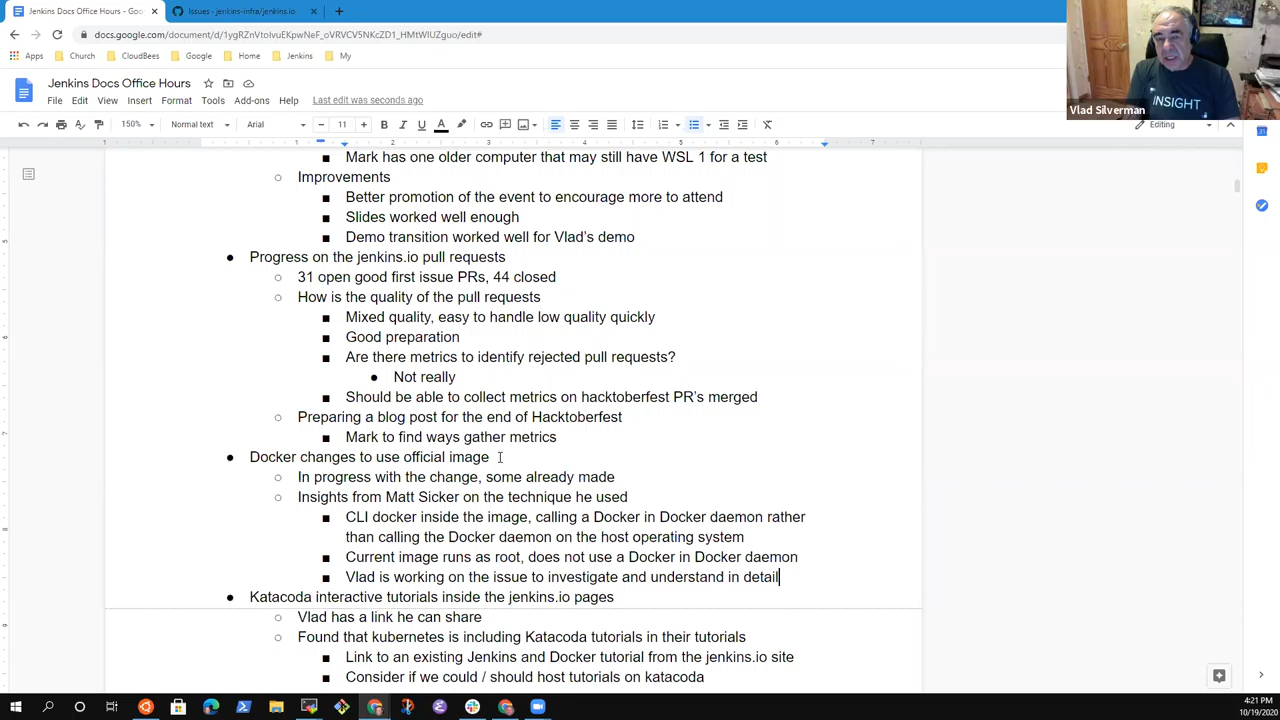 Jenkins Docs Office Hours - Goo
Issues · jenkins-infra/jenkins.io
docs.google.com/document/d/1ygRZnVtoIvuEKpwNeF_oVRVCV5NKcZD1_HMtWIUZguo/edit#
Apps
Church
CloudBees
Google
Home
Jenkins
My
Jenkins Docs Office Hours
File Edit View Insert Format Tools Add-ons Help Last edit was seconds ago
150% Normal text Arial 11 B I U A Editing
INSIGHT
Vlad Silverman
1 1 2 3 4 5 6 7
Mark has one older computer that may still have WSL 1 for a test
Improvements
Better promotion of the event to encourage more to attend
Slides worked well enough
Demo transition worked well for Vlad's demo
Progress on the jenkins.io pull requests
31 open good first issue PRs, 44 closed
How is the quality of the pull requests
Mixed quality, easy to handle low quality quickly
Good preparation
Are there metrics to identify rejected pull requests?
Not really
Should be able to collect metrics on hacktoberfest PR's merged
Preparing a blog post for the end of Hacktoberfest
Mark to find ways gather metrics
Docker changes to use official image
In progress with the change, some already made
Insights from Matt Sicker on the technique he used
CLI docker inside the image, calling a Docker in Docker daemon rather
than calling the Docker daemon on the host operating system
Current image runs as root, does not use a Docker in Docker daemon
Vlad is working on the issue to investigate and understand in detail
Katacoda interactive tutorials inside the jenkins.io pages
Vlad has a link he can share
Found that kubernetes is including Katacoda tutorials in their tutorials
Link to an existing Jenkins and Docker tutorial from the jenkins.io site
Consider if we could / should host tutorials on katacoda
4:21 PM
10/19/2020